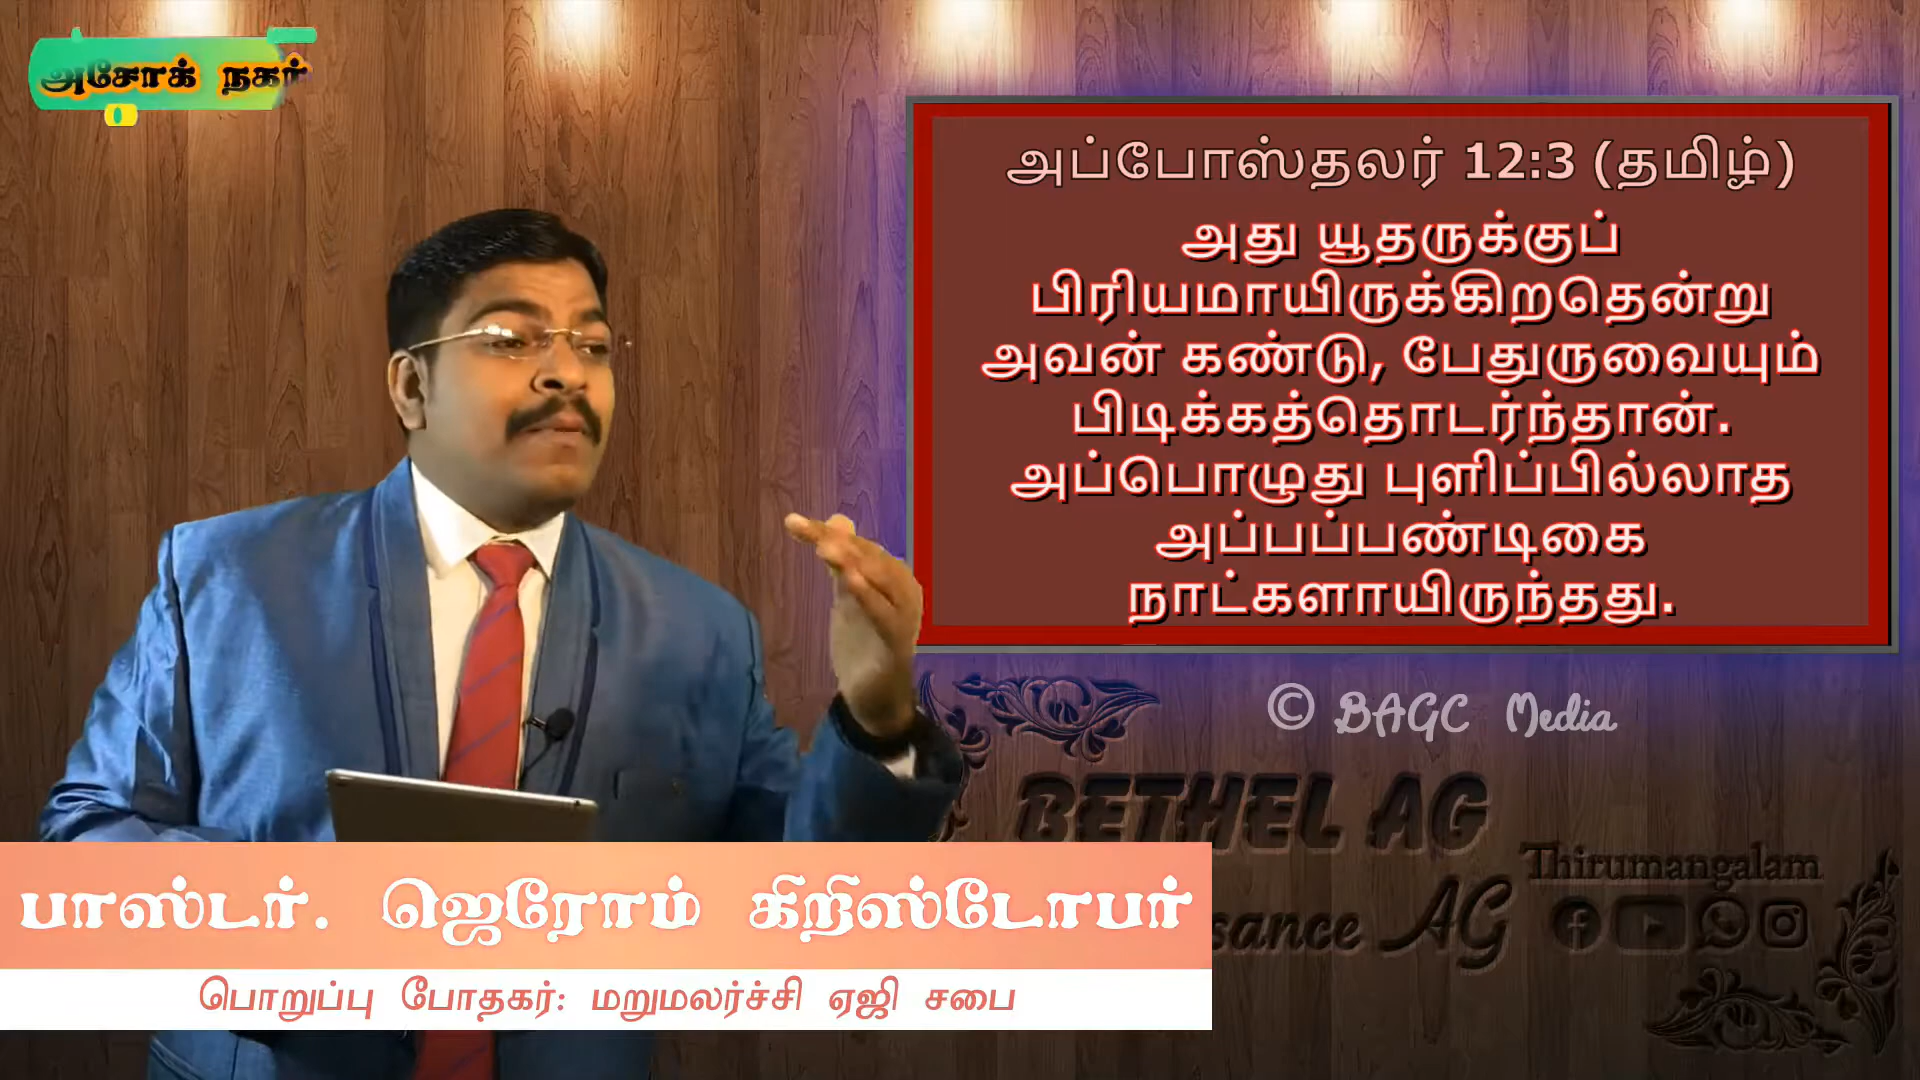 அசோக் நகர்
அப்போஸ்தலர் 12:3 (தமிழ்)
அது யூதருக்குப்
பிரியமாயிருக்கிறதென்று
அவன் கண்டு, பேதுருவையும்
பிடிக்கத்தொடர்ந்தான்.
அப்பொழுது புளிப்பில்லாத
அப்பப்பண்டிகை
நாட்களாயிருந்தது.
© BAGC Media
BETHEL AG
Thirumangalam
AG
பாஸ்டர். ஜெரோம் கிறிஸ்டோபர்
பொறுப்பு போதகர்: மறுமலர்ச்சி ஏஜி சபை